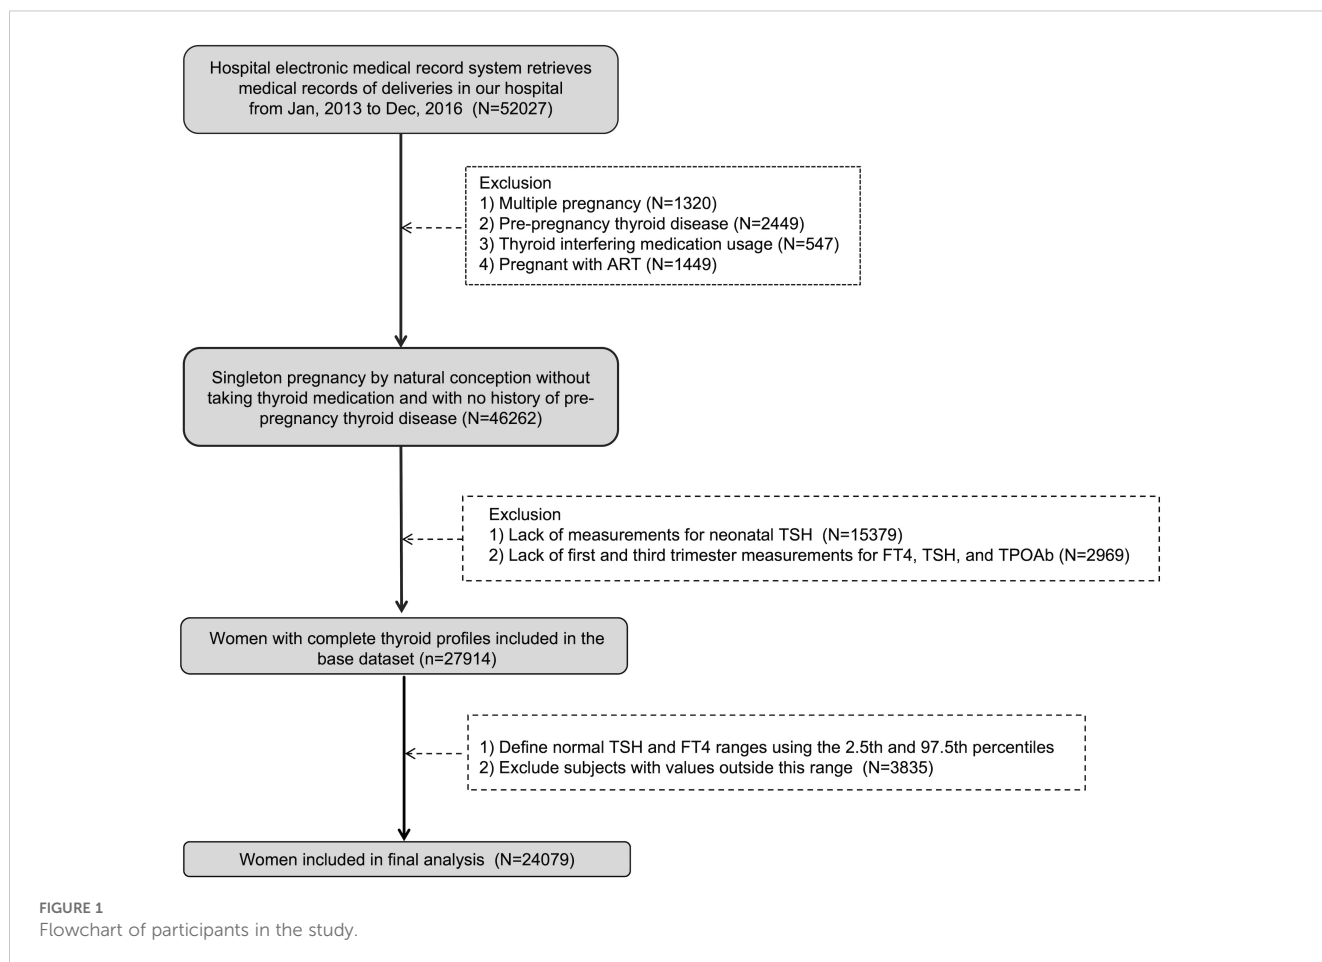 Hospital electronic medical record system retrieves
medical records of deliveries in our hospital
from Jan, 2013 to Dec, 2016  (N=52027)
Exclusion
1) Multiple pregnancy (N=1320)
2) Pre-pregnancy thyroid disease (N=2449)
3) Thyroid interfering medication usage (N=547)
4) Pregnant with ART (N=1449)
Singleton pregnancy by natural conception without
taking thyroid medication and with no history of pre-
pregnancy thyroid disease (N=46262)
Exclusion
1) Lack of measurements for neonatal TSH  (N=15379)
2) Lack of first and third trimester measurements for FT4, TSH, and TPOAb (N=2969)
Women with complete thyroid profiles included in the
base dataset (n=27914)
1) Define normal TSH and FT4 ranges using the 2.5th and 97.5th percentiles
2) Exclude subjects with values outside this range  (N=3835)
Women included in final analysis  (N=24079)
FIGURE 1
Flowchart of participants in the study.